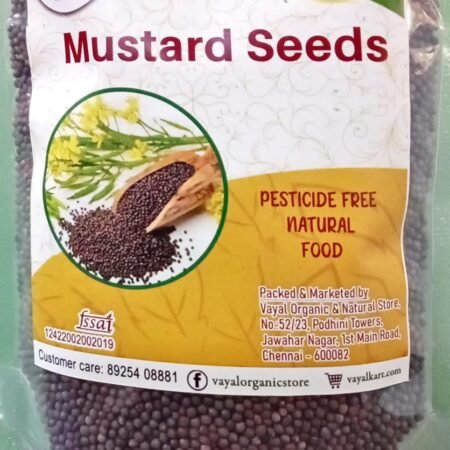 Mustard Seeds
PESTICIDE FREE
NATURAL
FOOD
Packed & Marketed by
Vayal Organic & Natural Store,
No:52/23, Podhini Towers,
Jawahar Nagar, 1st Main Road,
Chennai - 600082
fssai
12422002002019
Customer care: 89254 08881
vayalorganicstore
vayalkart.com